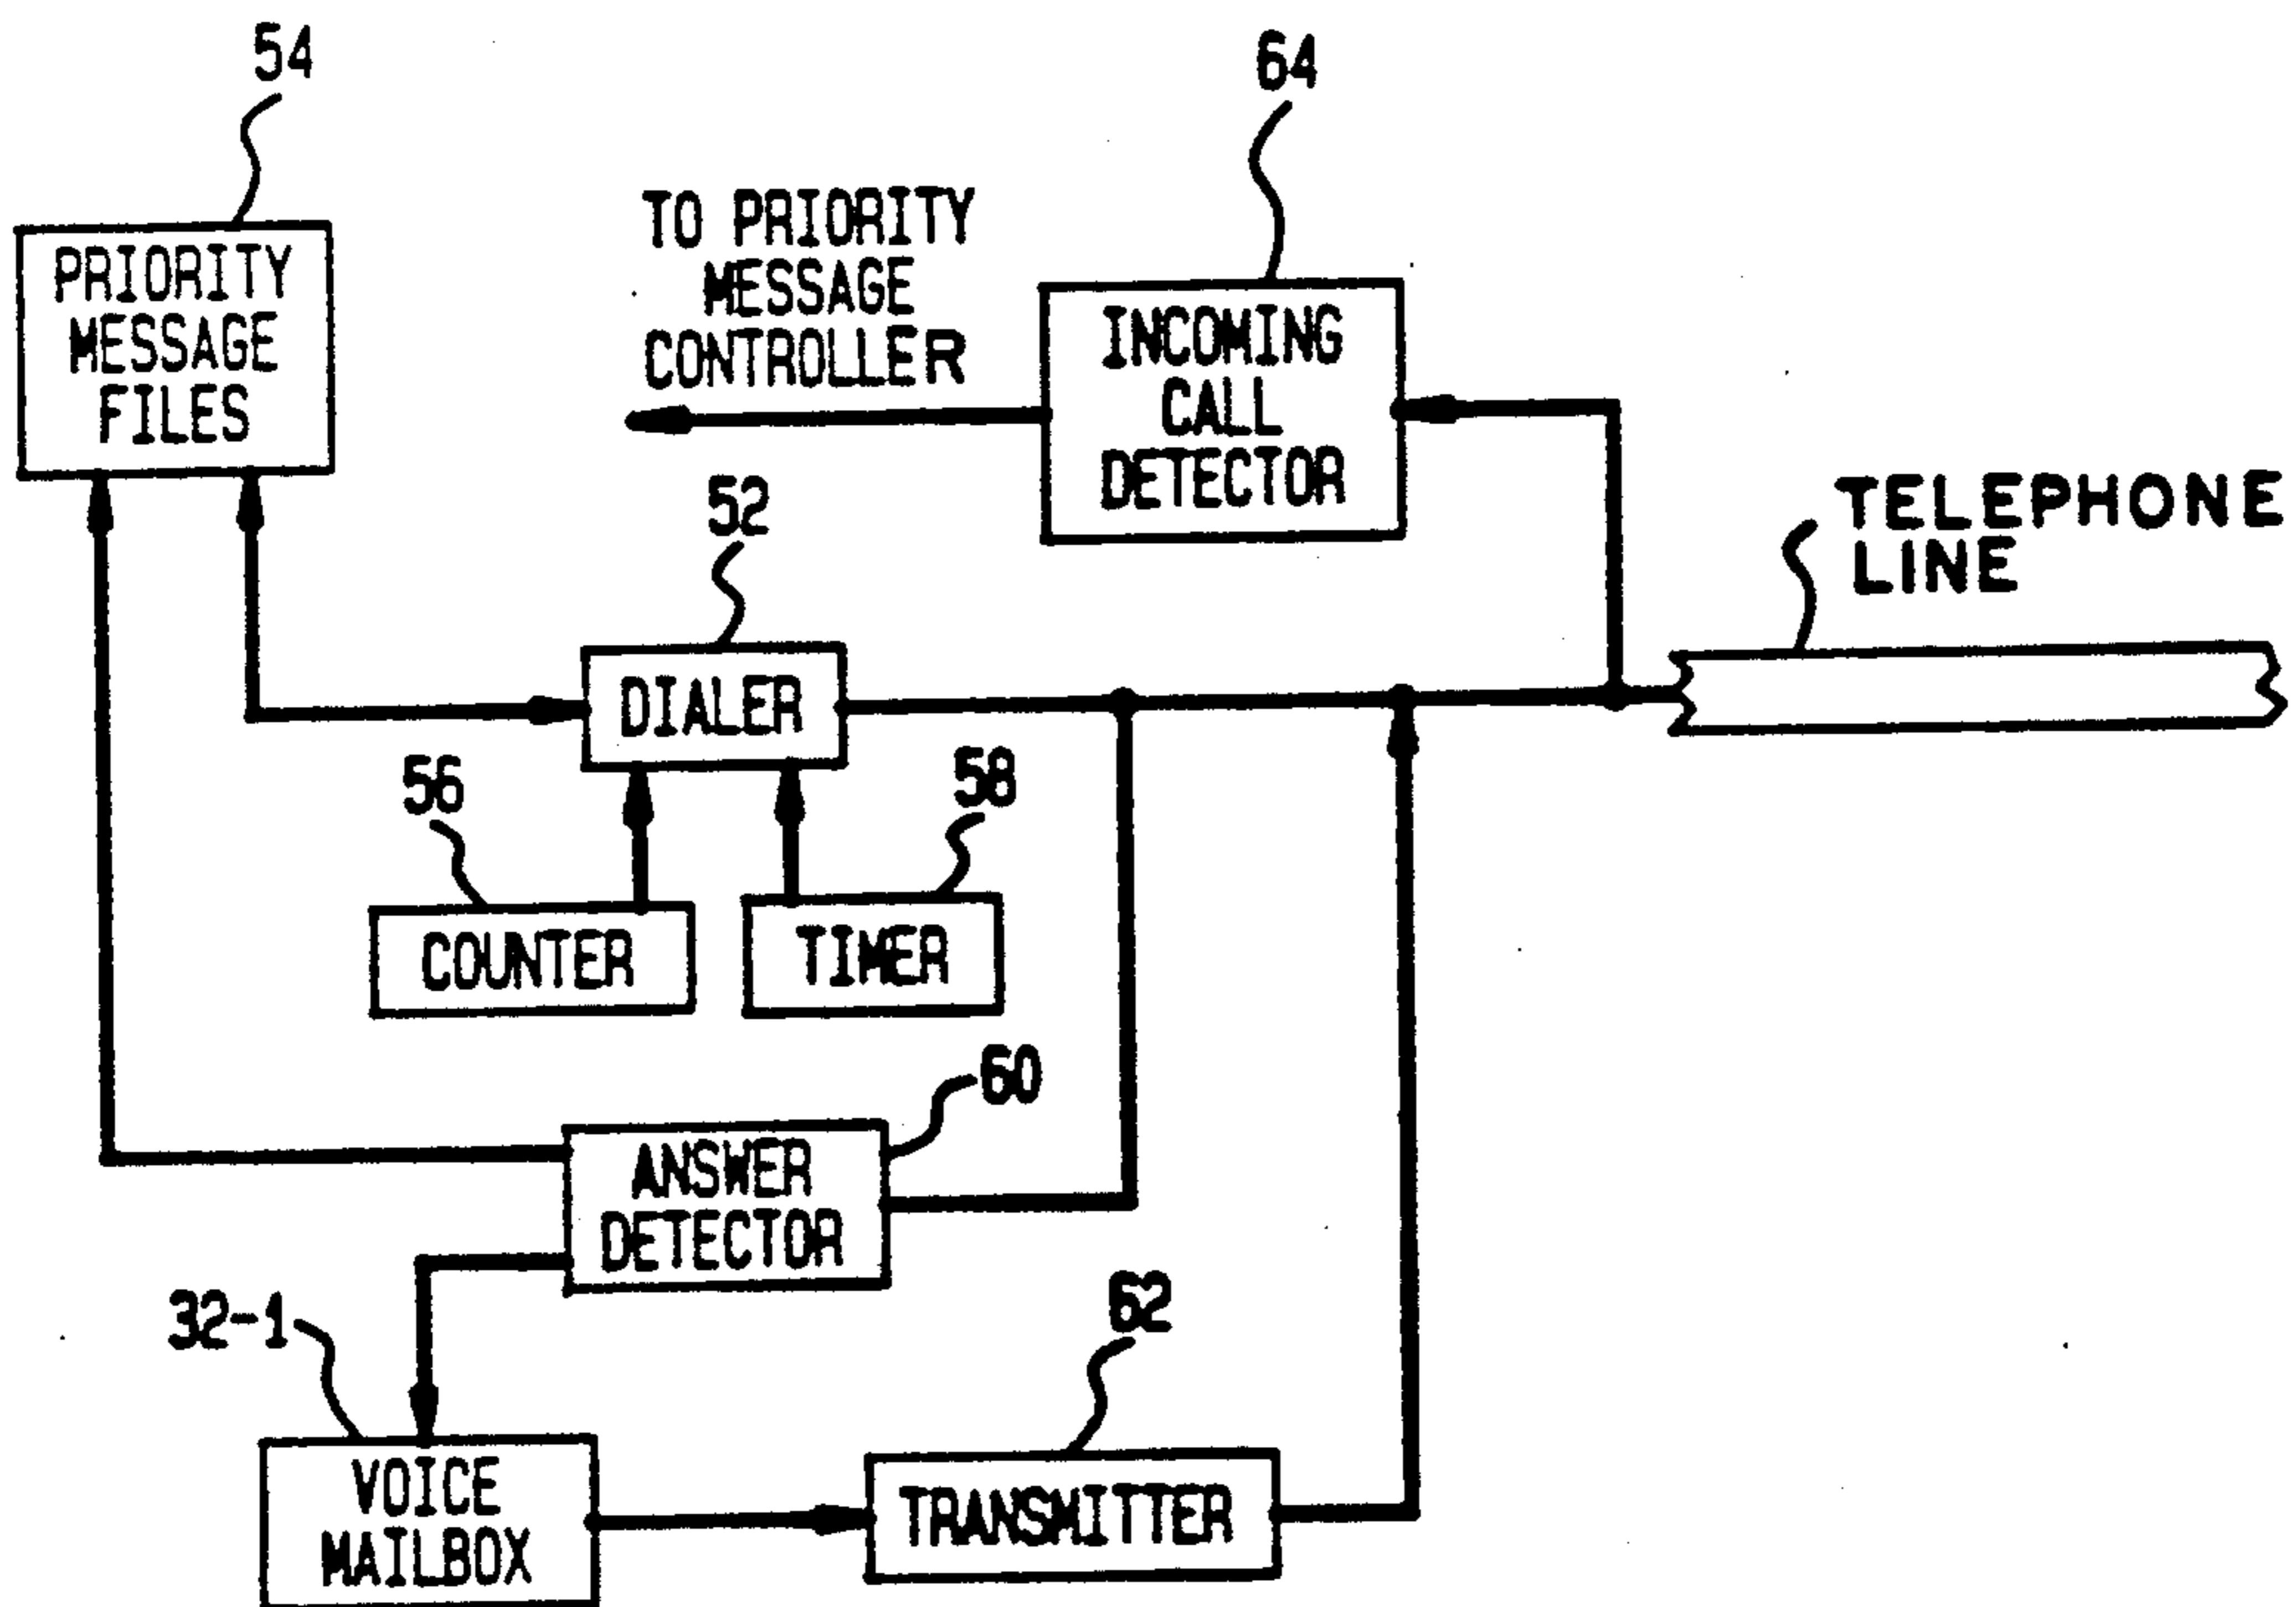 54
64
TO PRIORITY
MESSAGE
CONTROLLER
PRIORITY
MESSAGE
FILES
INCOMING
CALL
DETECTOR
TELEPHONE
LINE
52
DIALER
56
58
COUNTER
TIMER
60
ANSWER
DETECTOR
32-1
62
VOICE
MAILBOX
TRANSMITTER